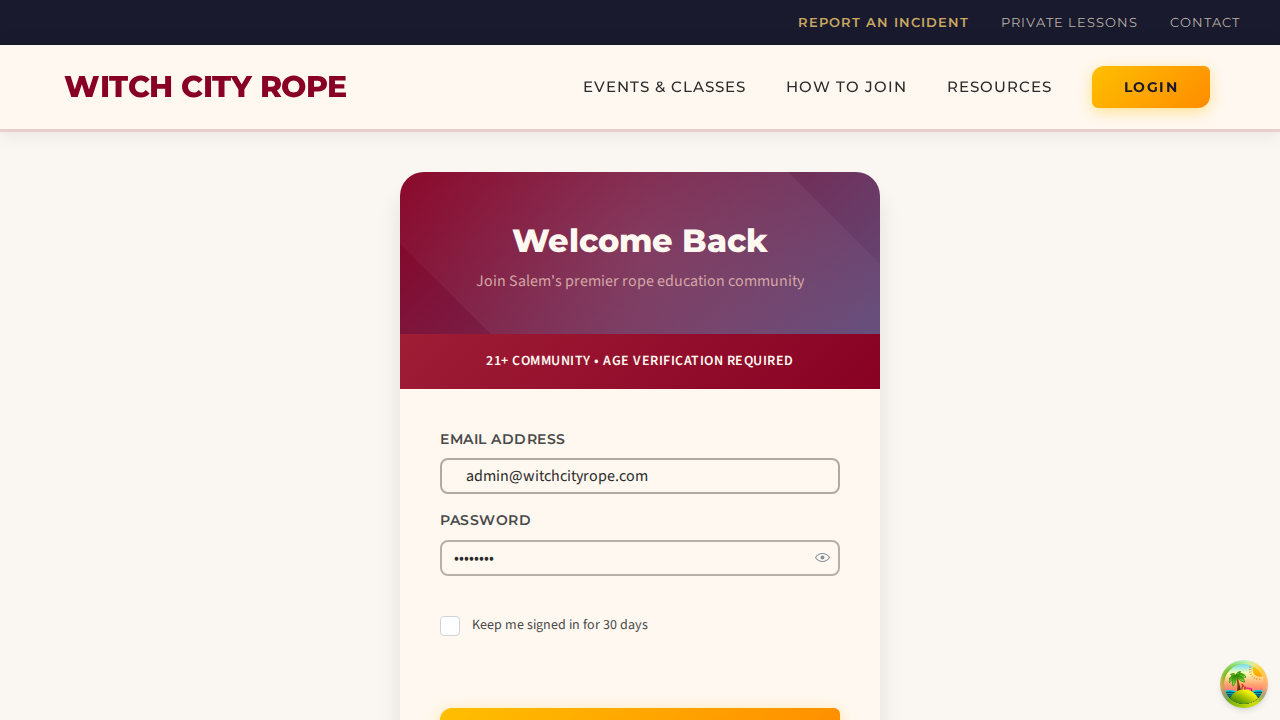 REPORT AN INCIDENT PRIVATE LESSONS CONTACT
WITCH CITY ROPE EVENTS & CLASSES HOW TO JOIN RESOURCES LOGIN
Welcome Back
Join Salem's premier rope education community
21+ COMMUNITY • AGE VERIFICATION REQUIRED
EMAIL ADDRESS
admin@witchcityrope.com
PASSWORD
••••••••
Keep me signed in for 30 days